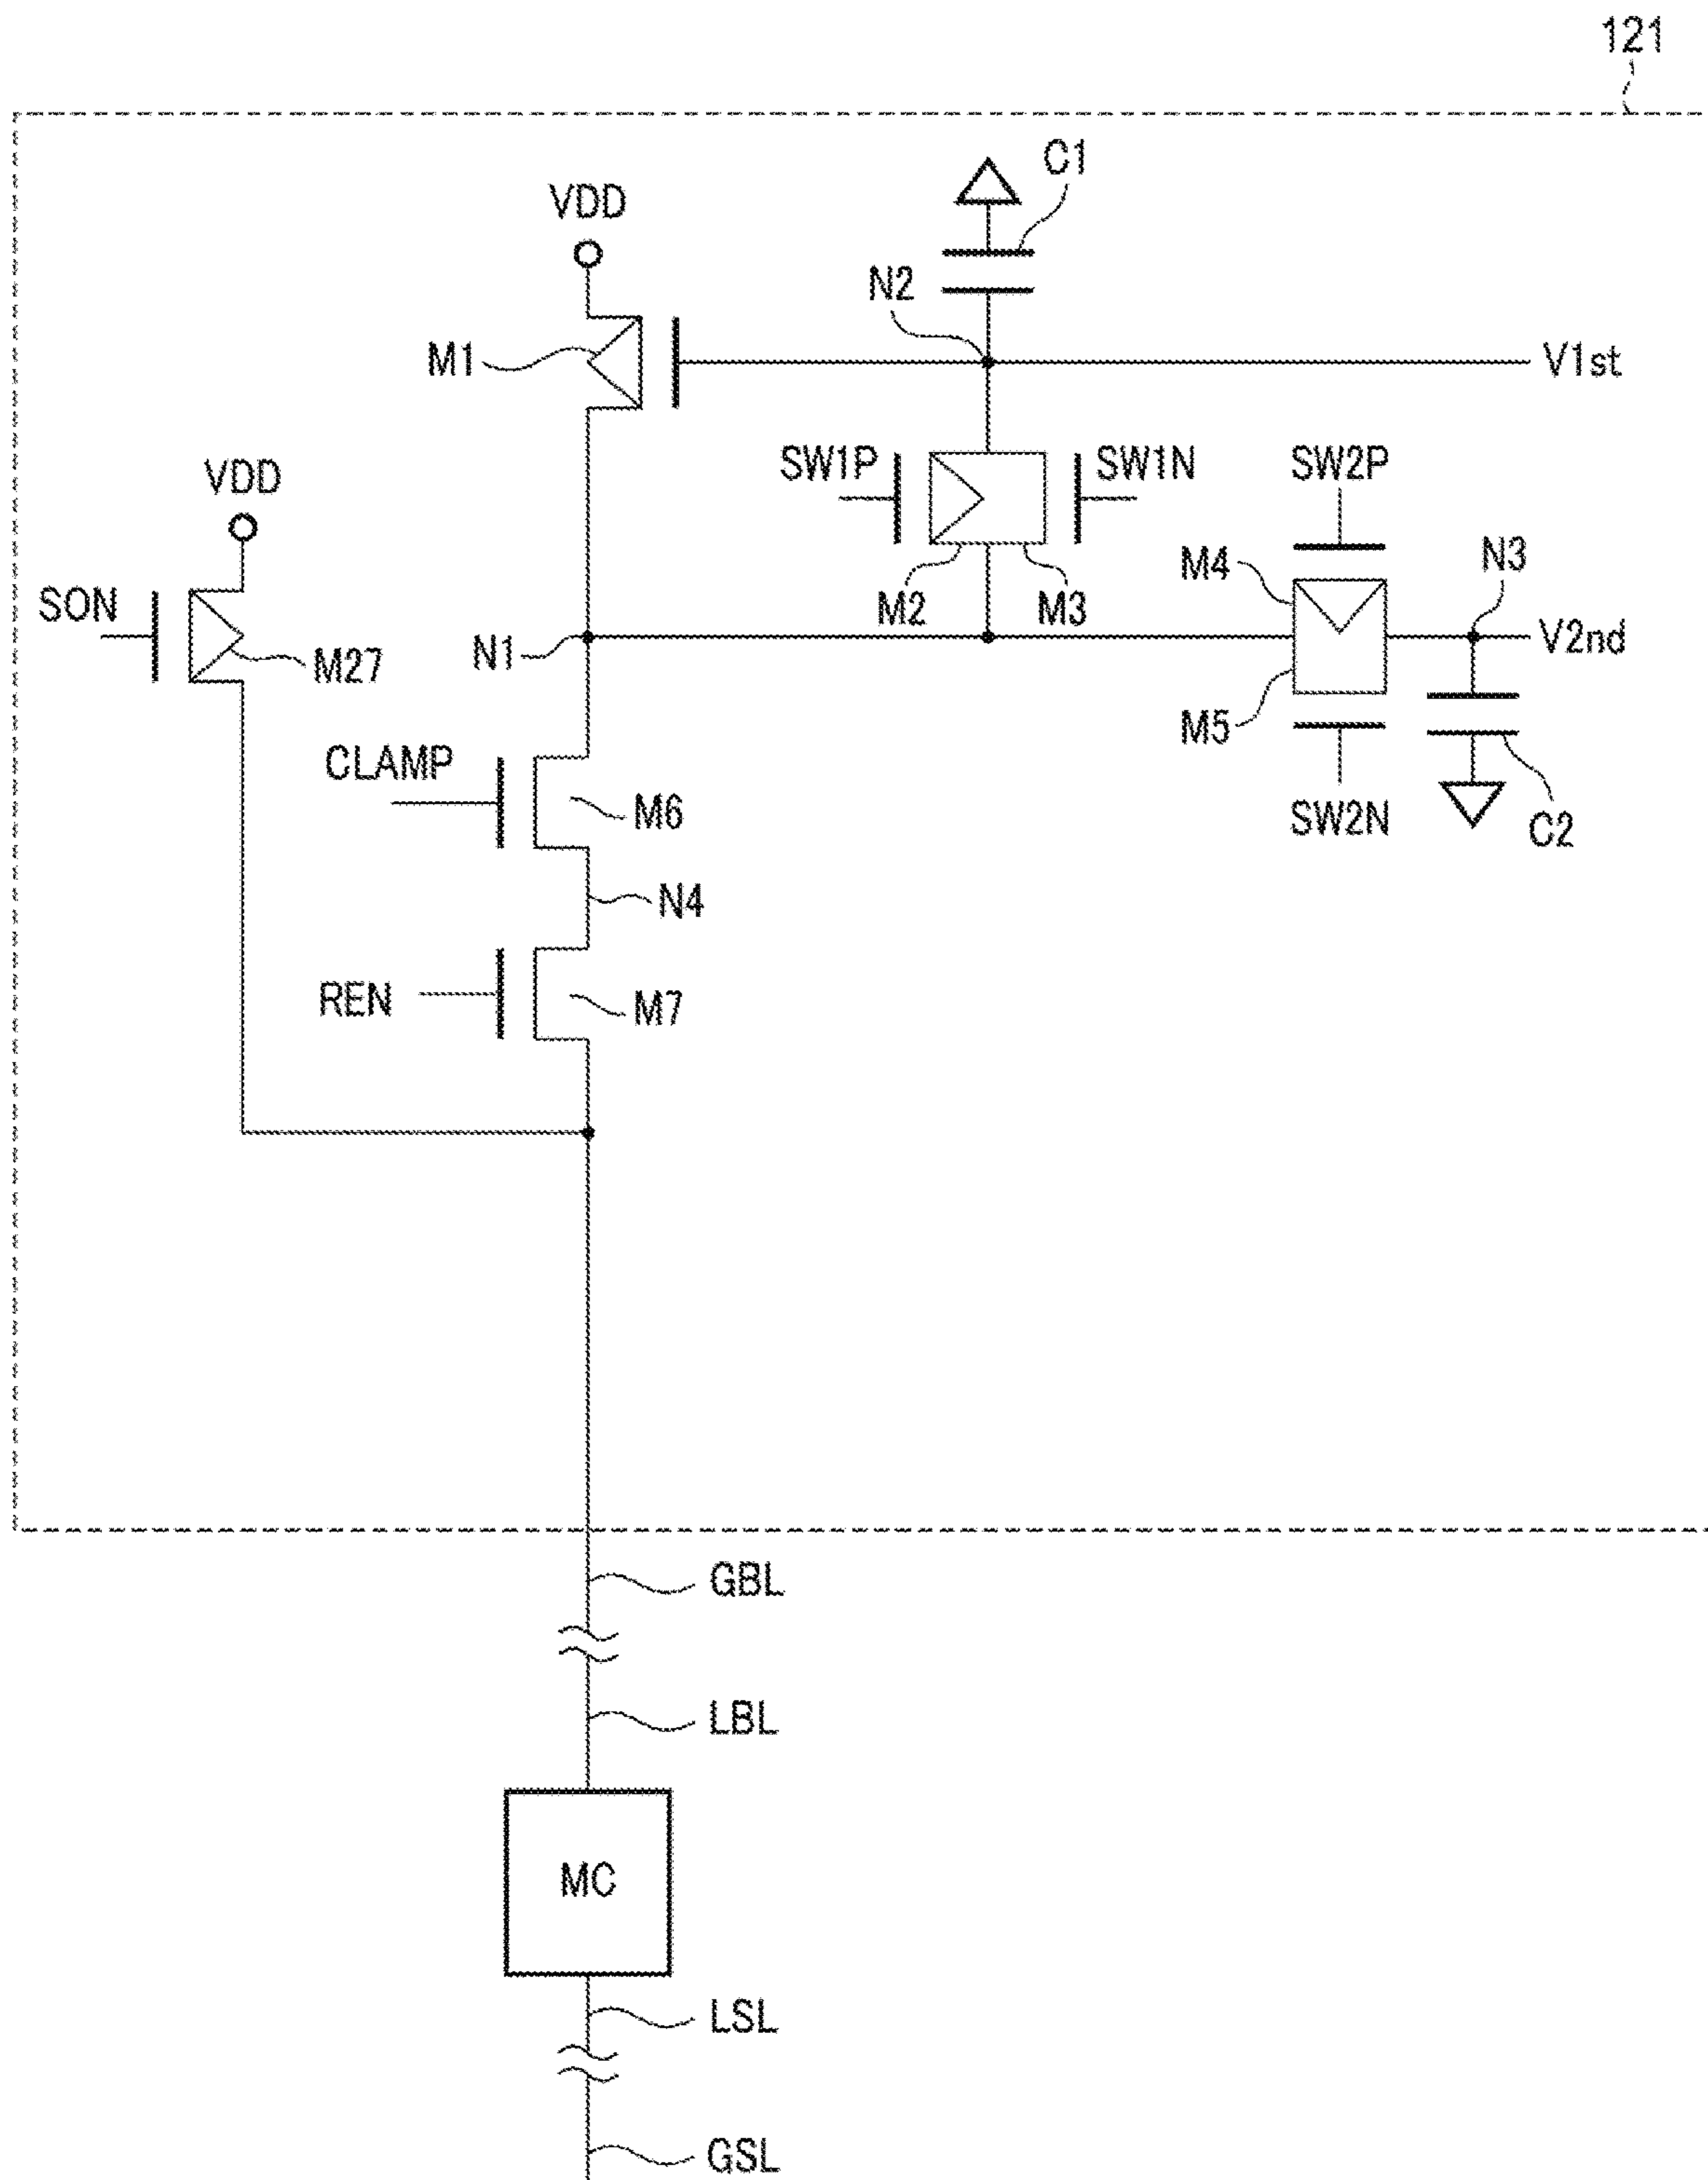 121
C1
VDD
N2
M1
V1st
SW1P
SW1N
SW2P
VDD
M4
N3
SON
M2
M3
N1
V2nd
M27
M5
CLAMP
M6
SW2N
C2
N4
REN
M7
GBL
LBL
MC
LSL
GSL